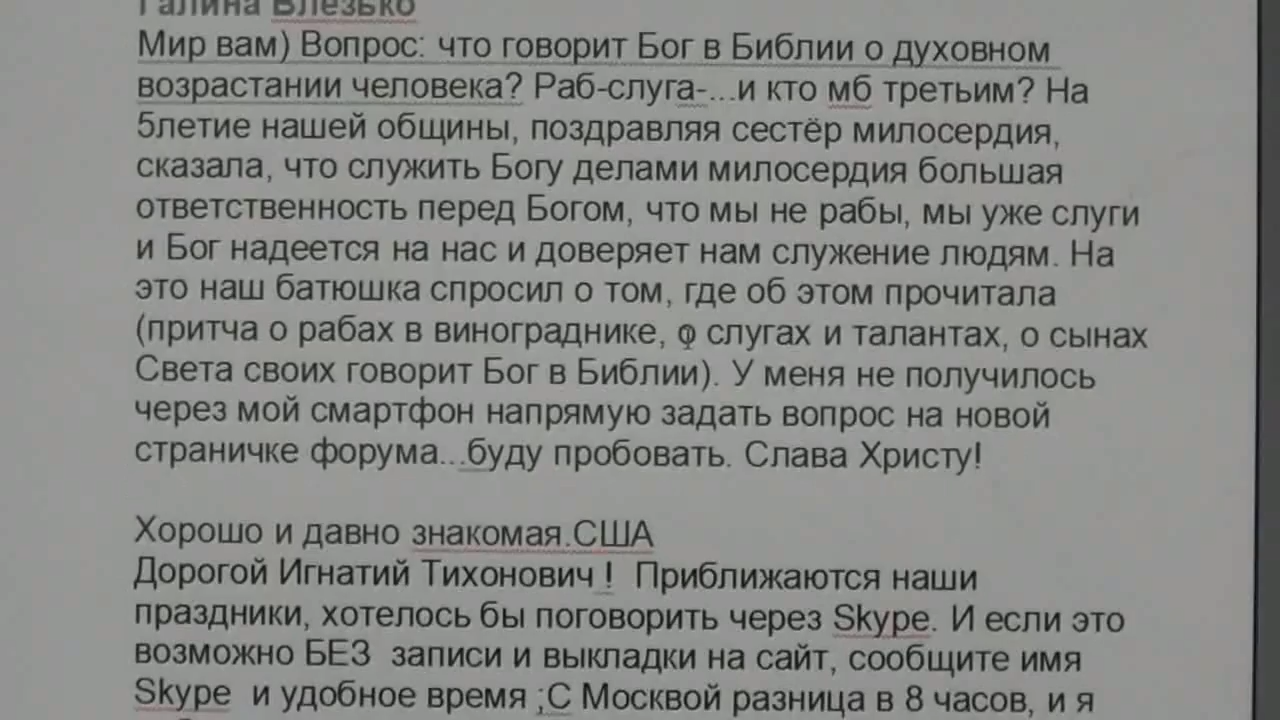 Галина Влезько
Мир вам) Вопрос: что говорит Бог в Библии о духовном
возрастании человека? Раб-слуга-...и кто мб третьим? На
5летие нашей общины, поздравляя сестёр милосердия,
сказала, что служить Богу делами милосердия большая
ответственность перед Богом, что мы не рабы, мы уже слуги
и Бог надеется на нас и доверяет нам служение людям. На
это наш батюшка спросил о том, где об этом прочитала
(притча о рабах в винограднике, о слугах и талантах, о сынах
Света своих говорит Бог в Библии). У меня не получилось
через мой смартфон напрямую задать вопрос на новой
страничке форума...буду пробовать. Слава Христу!
Хорошо и давно знакомая.США
Дорогой Игнатий Тихонович ! Приближаются наши
праздники, хотелось бы поговорить через Skype. И если это
возможно БЕЗ записи и выкладки на сайт, сообщите имя
Skype и удобное время ;С Москвой разница в 8 часов, и я